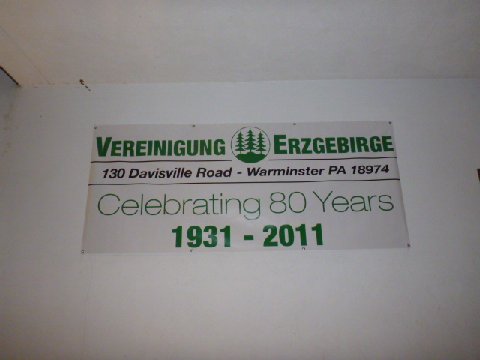 VEREINIGUNG ERZGEBIRGE
130 Davisville Road - Warminster PA 18974
Celebrating 80 Years
1931 - 2011